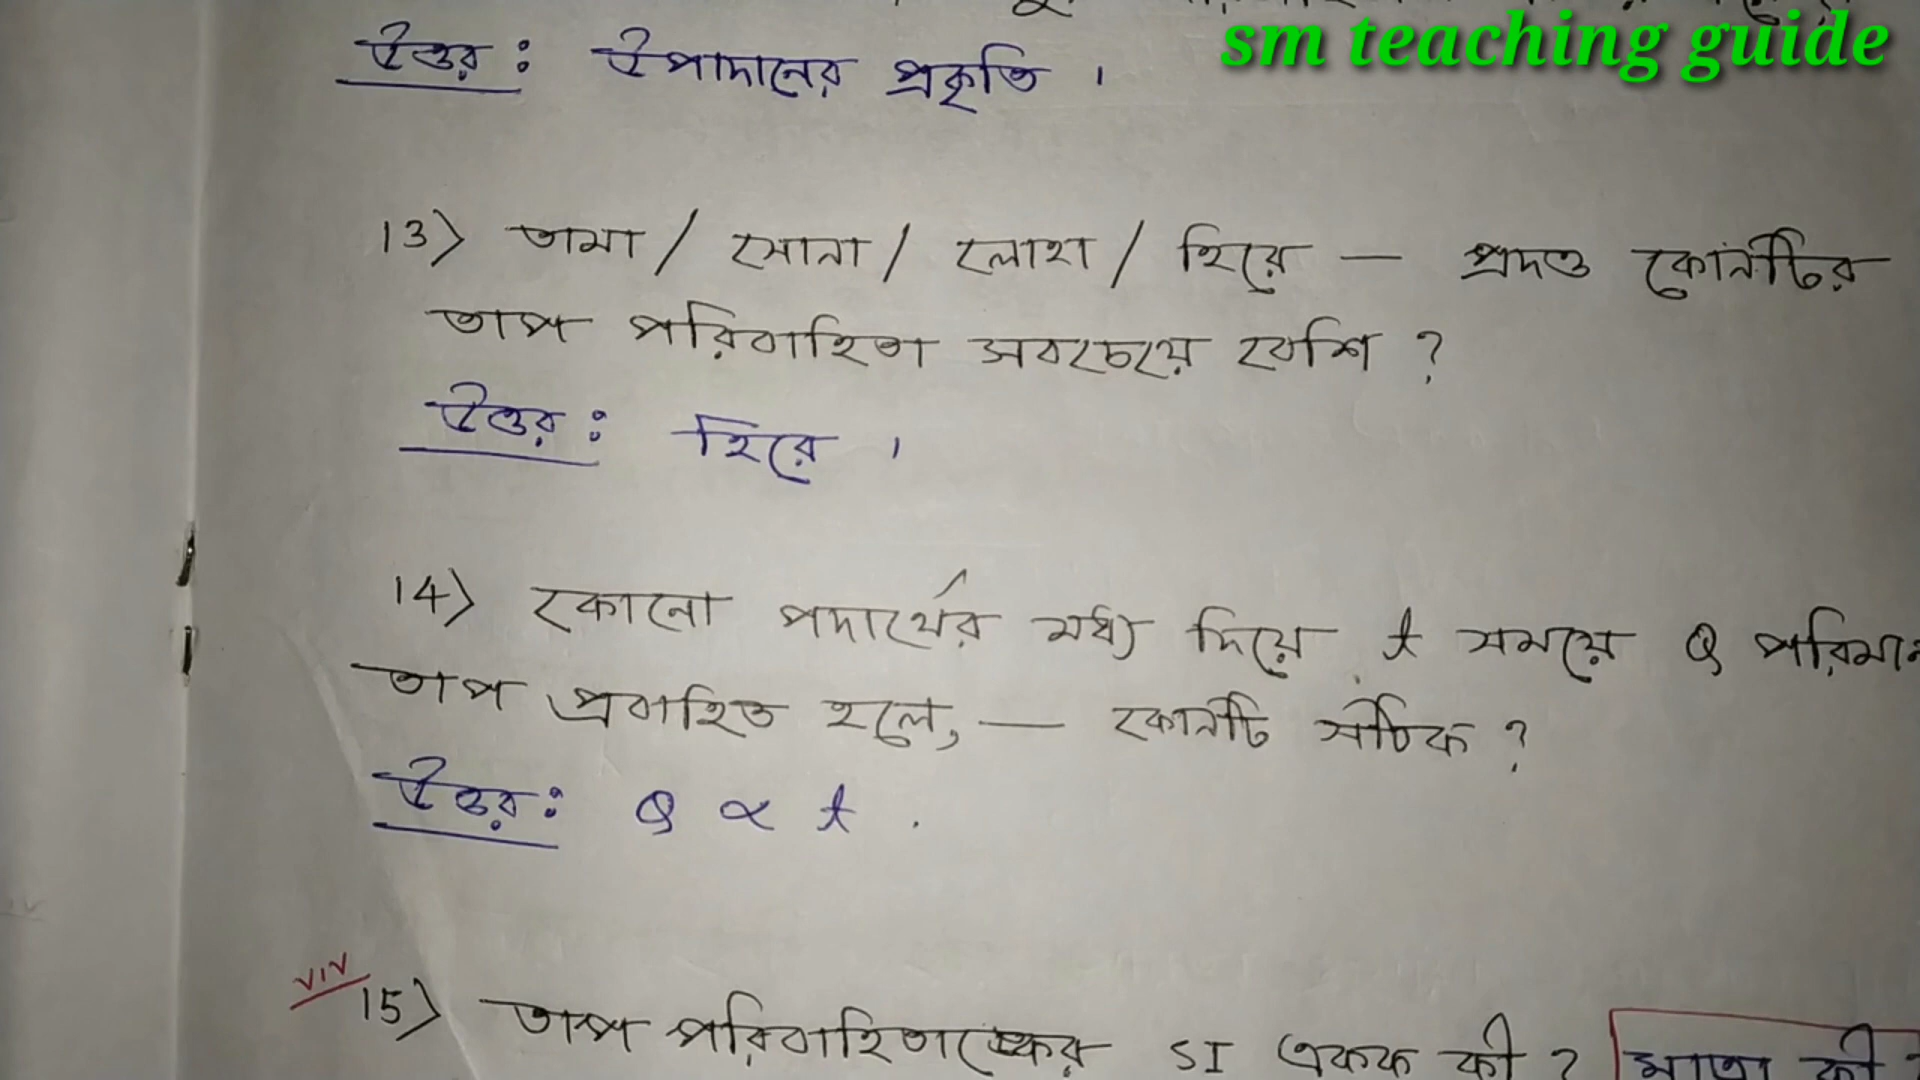 sm teaching guide
উত্তর : উপাদানের প্রকৃতি ।
13) তামা / সোনা / লোহা / হিরে — প্রদত্ত কোনটির
তাপ পরিবাহিতা সবচেয়ে বেশি ?
উত্তর : হিরে ।
14) কোনো পদার্থের মধ্য দিয়ে t সময়ে Q পরিমান
তাপ প্রবাহিত হলে, — কোনটি সঠিক ?
উত্তর : Q ∝ t .
VIV
15) তাপ পরিবাহিতাঙ্কের SI একক কী ? মাত্রা কী ?